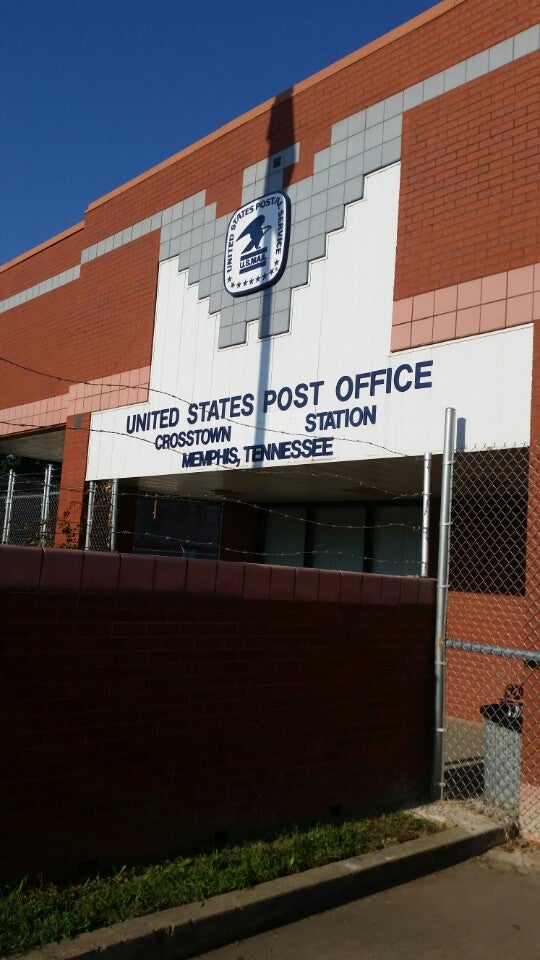 UNITED STATES POSTAL SERVICE
U.S. MAIL
UNITED STATES POST OFFICE
CROSSTOWN STATION
MEMPHIS, TENNESSEE